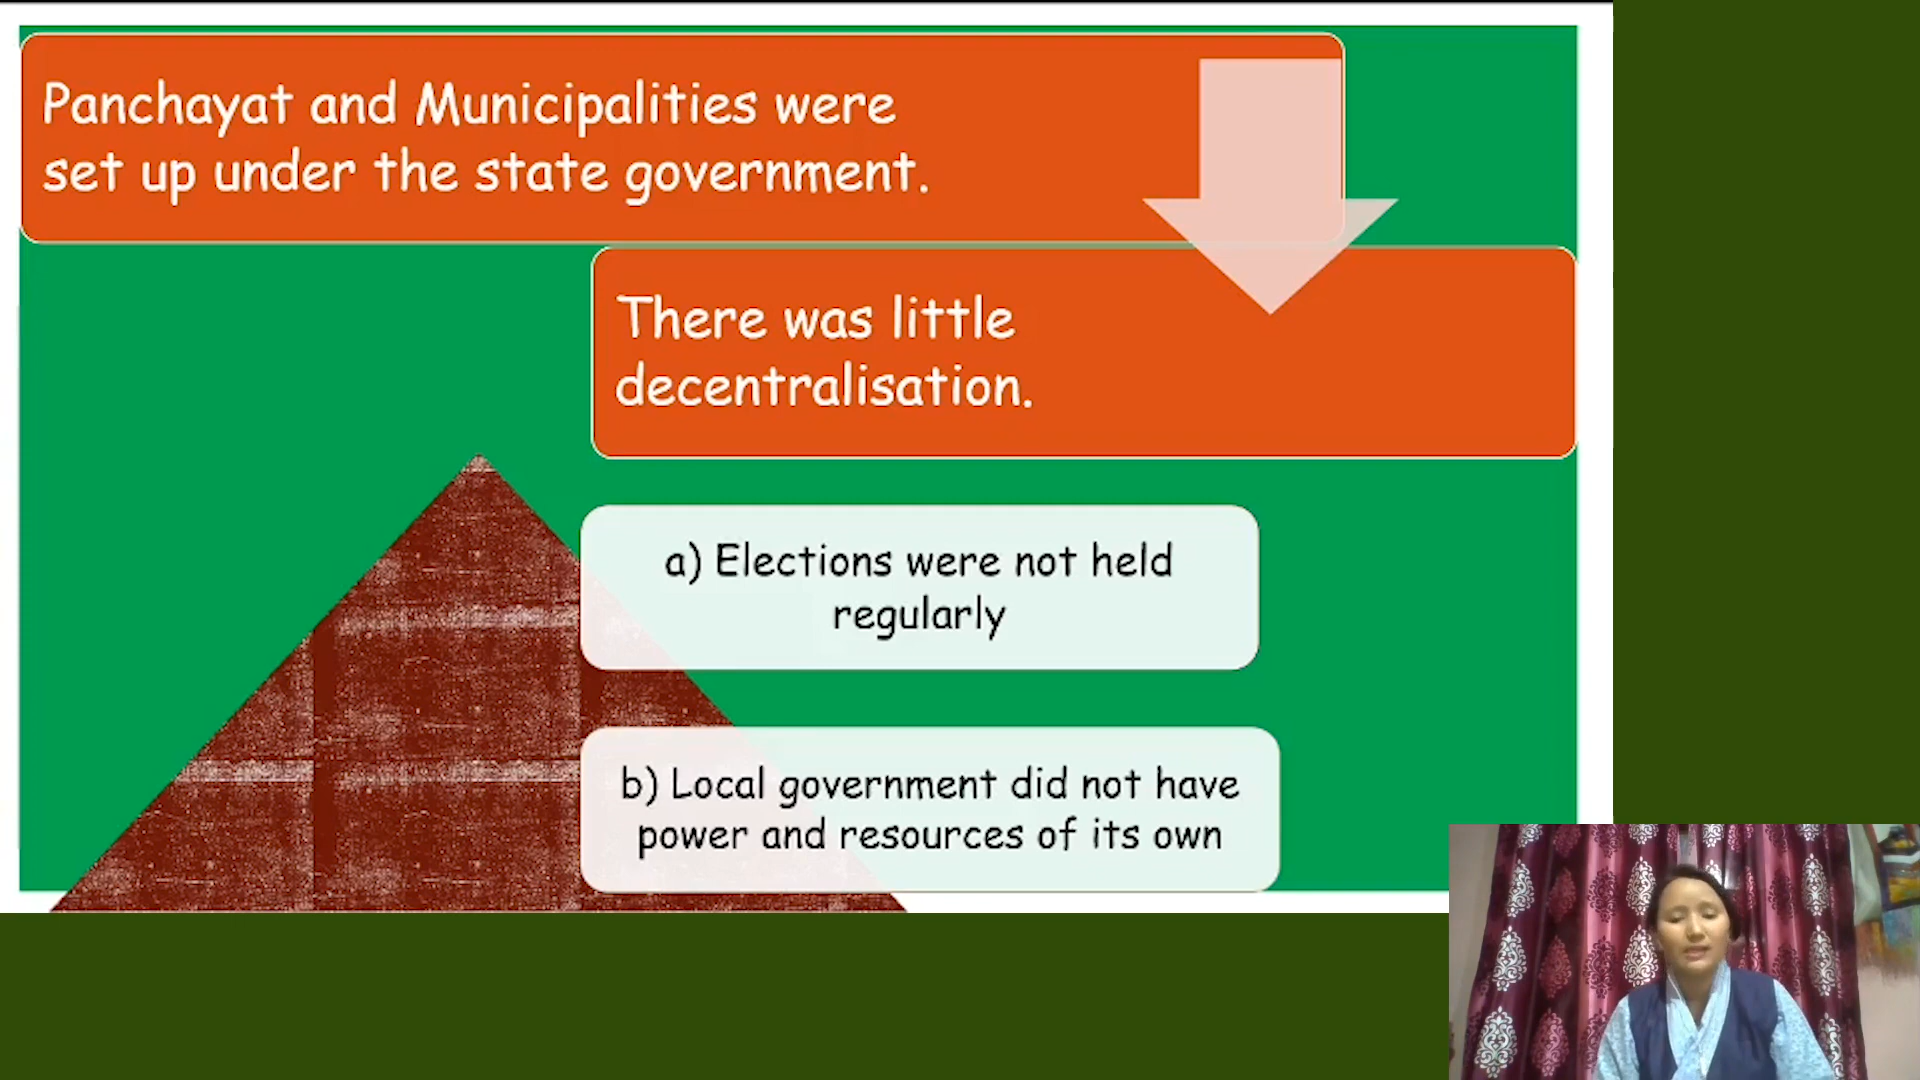 Panchayat and Municipalities were
set up under the state government.
There was little
decentralisation.
a) Elections were not held
regularly
b) Local government did not have
power and resources of its own